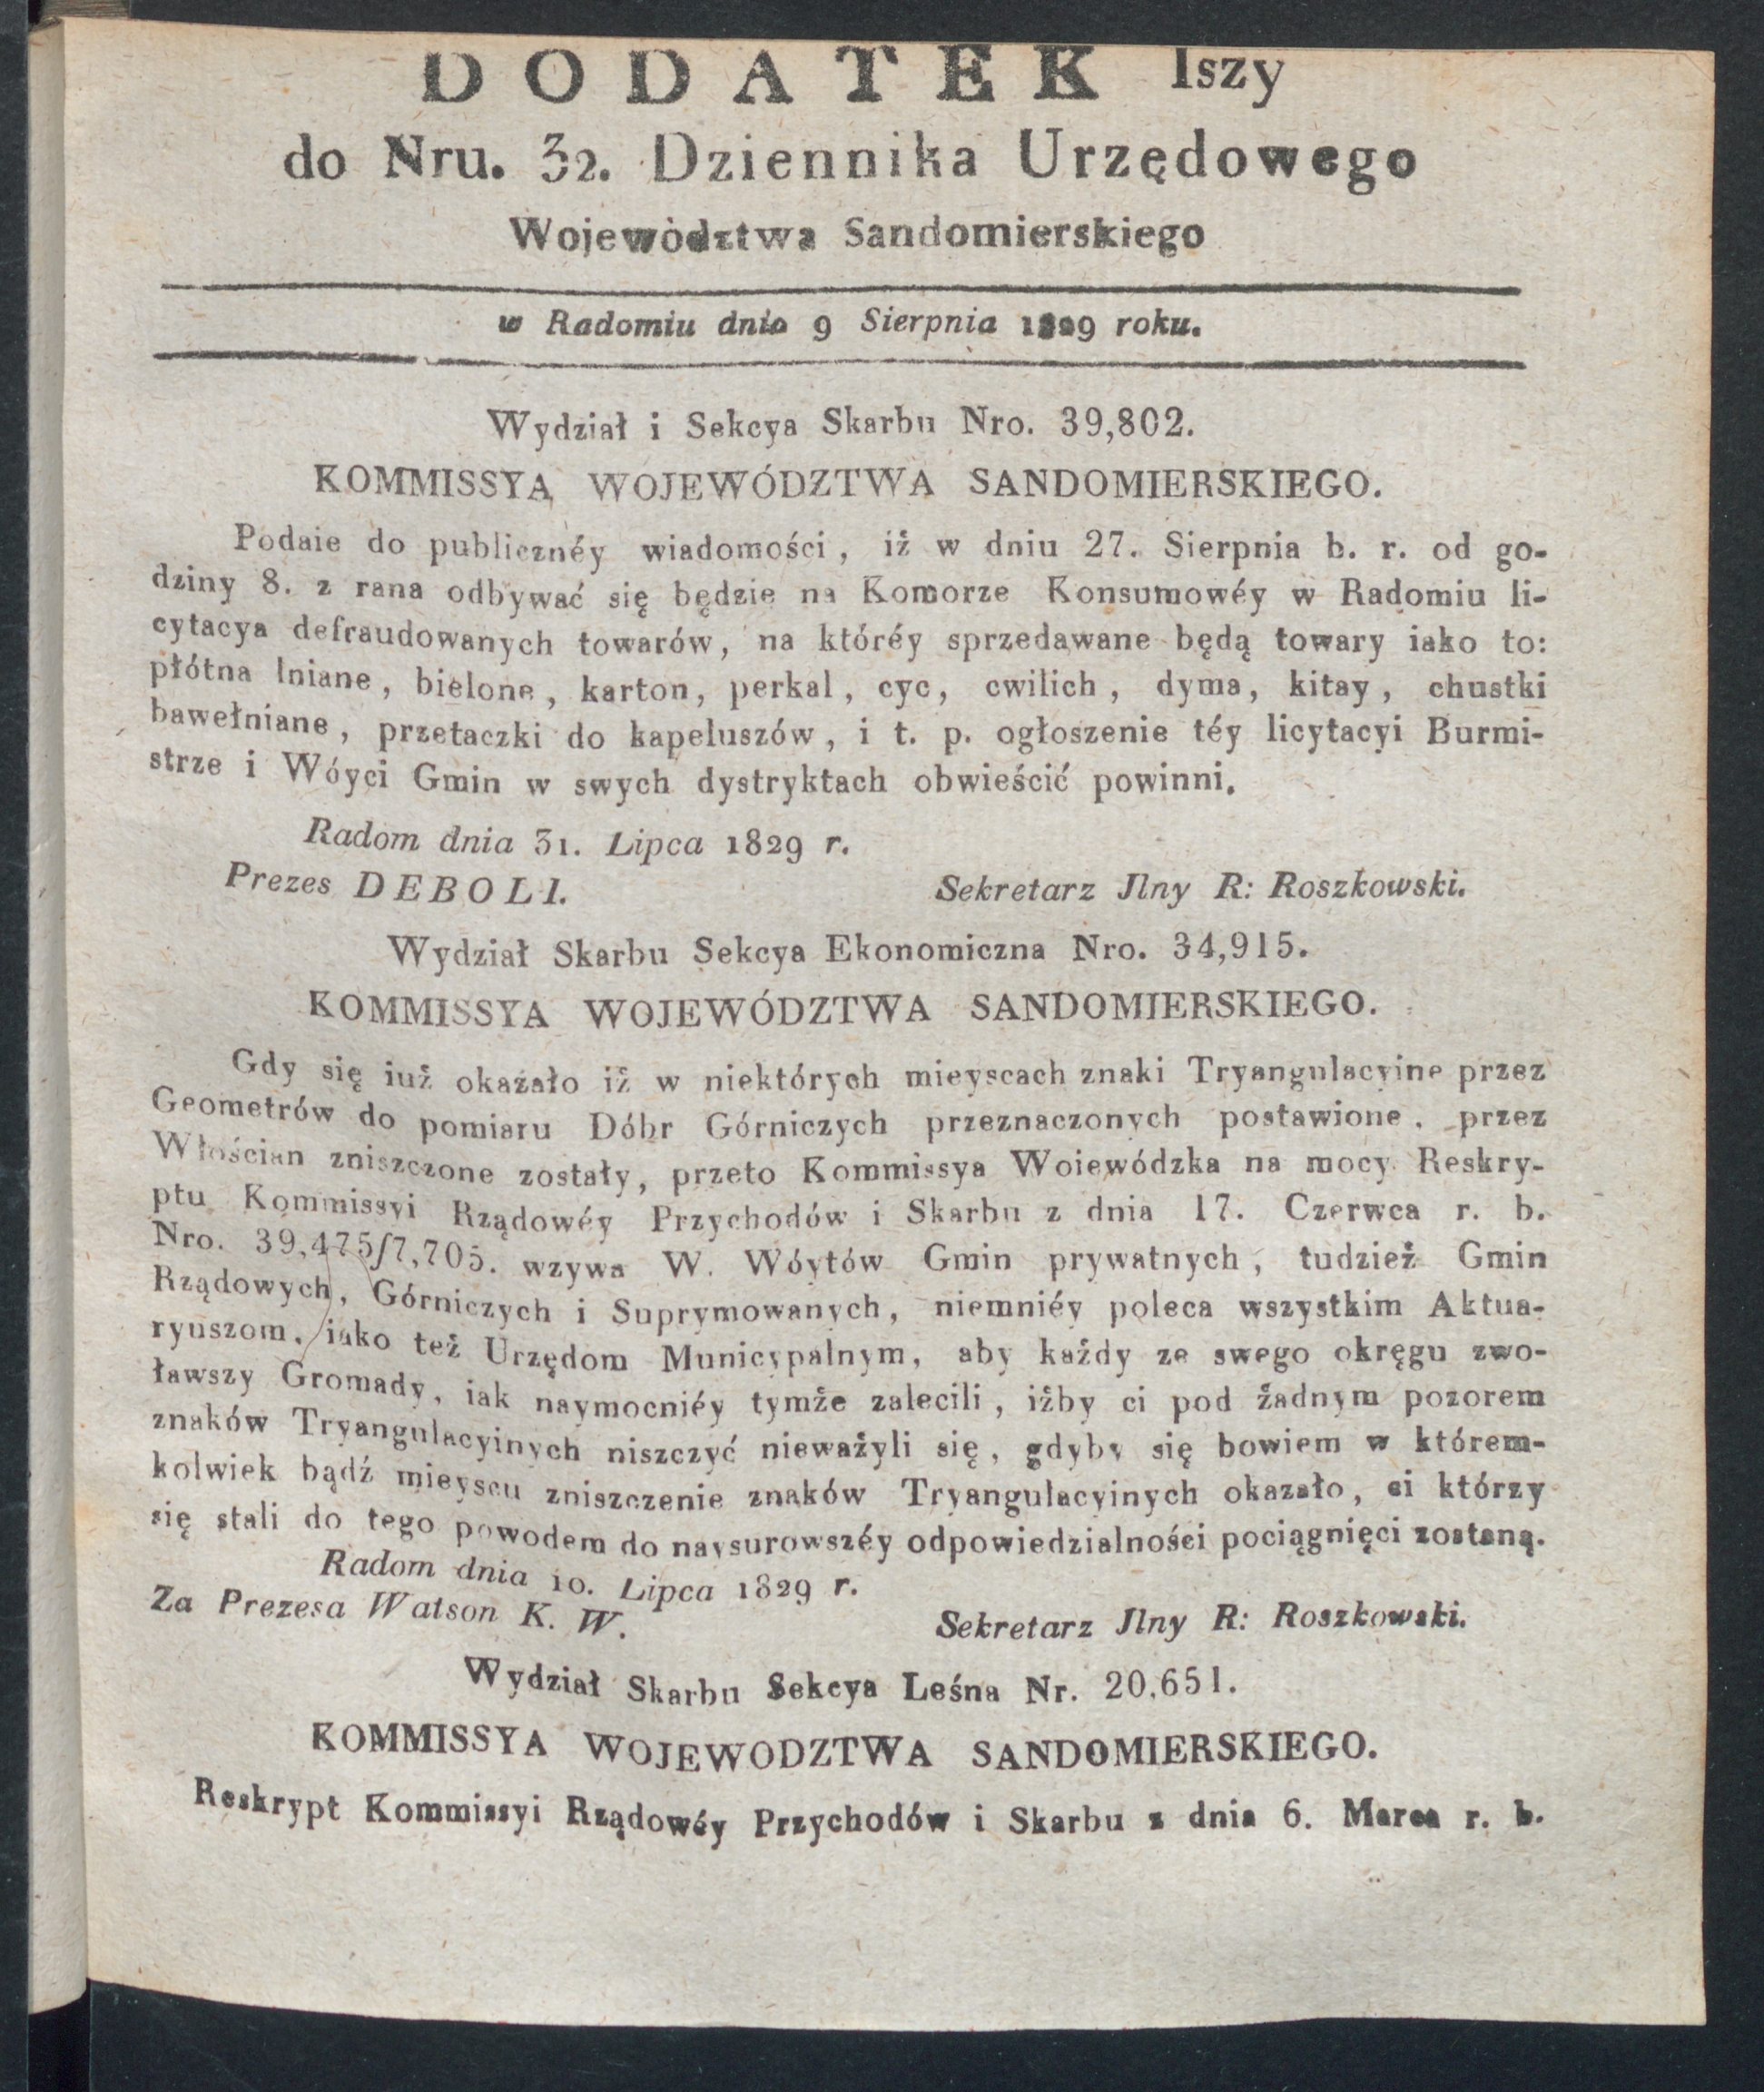 DODATEK Iszy
do Nru. 32. Dziennika Urzędowego
Województwa Sandomierskiego
w Radomiu dnia 9 Sierpnia 1829 roku.
Wydział i Sekcya Skarbu Nro. 39,802.
KOMMISSYA WOJEWÓDZTWA SANDOMIERSKIEGO.
Podaie do publicznéy wiadomości, iż w dniu 27. Sierpnia b. r. od go-
dziny 8. z rana odbywać się będzie na Komorze Konsumowéy w Radomiu li-
cytacya defraudowanych towarów, na któréy sprzedawane będą towary iako to:
płótna lniane, bielone, karton, perkal, cyc, cwilich, dyma, kitay, chustki
bawełniane, przetaczki do kapeluszów, i t. p. ogłoszenie téy licytacyi Burmi-
strze i Wóyci Gmin w swych dystryktach obwieścić powinni.
Radom dnia 31. Lipca 1829 r.
Prezes DEBOLI. Sekretarz Jlny R: Roszkowski.
Wydział Skarbu Sekcya Ekonomiczna Nro. 34,915.
KOMMISSYA WOJEWÓDZTWA SANDOMIERSKIEGO.
Gdy się iuż okazało iż w niektórych mieyscach znaki Tryangulacyine przez
Geometrów do pomiaru Dóbr Górniczych przeznaczonych postawione, przez
Włościan zniszczone zostały, przeto Kommissya Woiewódzka na mocy Reskry-
ptu Kommissyi Rządowéy Przychodów i Skarbu z dnia 17. Czerwca r. b.
Nro. 39,475/7,705. wzywa W. Wóytów Gmin prywatnych, tudzież Gmin
Rządowych, Górniczych i Suprymowanych, niemniéy poleca wszystkim Aktua-
ryuszom, iako też Urzędom Municypalnym, aby każdy ze swego okręgu zwo-
ławszy Gromady, iak naymocniéy tymże zalecili, iżby ci pod żadnym pozorem
znaków Tryangulacyinych niszczyć nieważyli się, gdyby się bowiem w którem-
kolwiek bądź mieyscu zniszczenie znaków Tryangulacyinych okazało, ci którzy
się stali do tego powodem do naysurowszéy odpowiedzialności pociągnięci zostaną.
Radom dnia 10. Lipca 1829 r.
Za Prezesa Watson K. W. Sekretarz Jlny R: Roszkowski.
Wydział Skarbu Sekcya Leśna Nr. 20,651.
KOMMISSYA WOJEWODZTWA SANDOMIERSKIEGO.
Reskrypt Kommissyi Rządowéy Przychodów i Skarbu z dnia 6. Marca r. b.